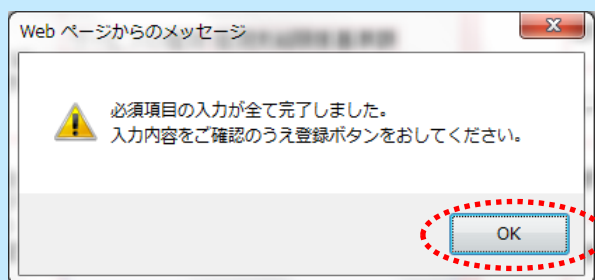 Web ページからのメッセージ
必須項目の入力が全て完了しました。
入力内容をご確認のうえ登録ボタンをおしてください。
OK